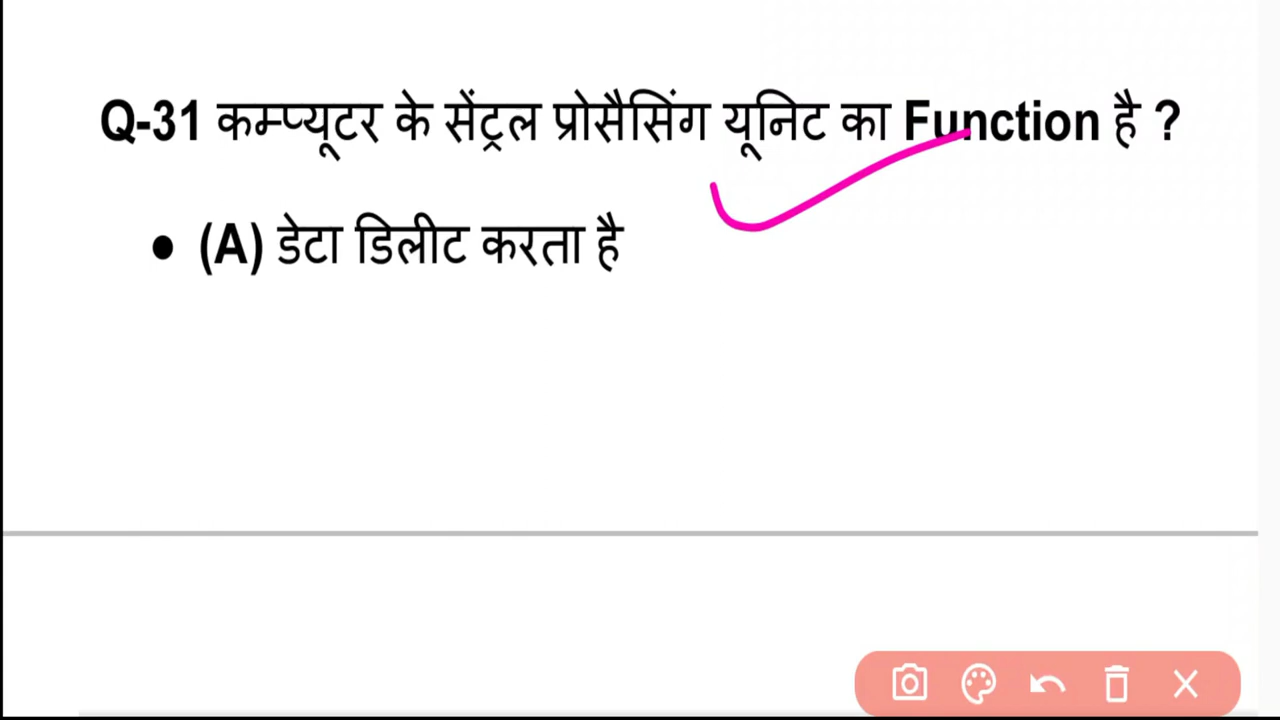 Q-31 कम्प्यूटर के सेंट्रल प्रोसैसिंग यूनिट का Function है ?
● (A) डेटा डिलीट करता है